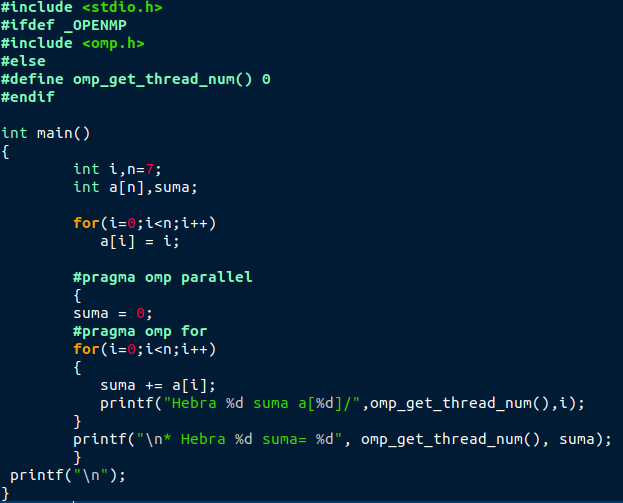 #include <stdio.h>
#ifdef _OPENMP
#include <omp.h>
#else
#define omp_get_thread_num() 0
#endif

int main()
{
        int i,n=7;
        int a[n],suma;

        for(i=0;i<n;i++)
           a[i] = i;

        #pragma omp parallel
        {
        suma = 0;
        #pragma omp for
        for(i=0;i<n;i++)
        {
           suma += a[i];
           printf("Hebra %d suma a[%d]/",omp_get_thread_num(),i);
        }
        printf("\n* Hebra %d suma= %d", omp_get_thread_num(), suma);
        }
 printf("\n");
}